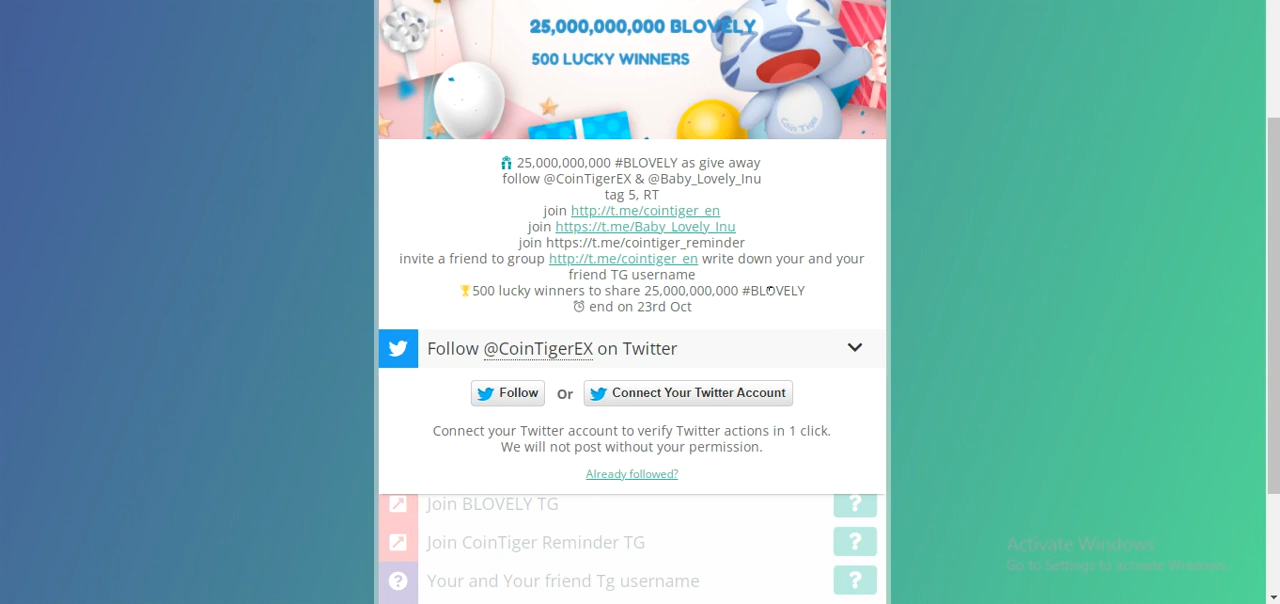 25,000,000,000 BLOVELY
500 LUCKY WINNERS
Coin Tiger
25,000,000,000 #BLOVELY as give away
follow @CoinTigerEX & @Baby_Lovely_Inu
tag 5, RT
join http://t.me/cointiger_en
join https://t.me/Baby_Lovely_Inu
join https://t.me/cointiger_reminder
invite a friend to group http://t.me/cointiger_en write down your and your
friend TG username
500 lucky winners to share 25,000,000,000 #BLOVELY
end on 23rd Oct
Follow @CoinTigerEX on Twitter
Follow Or Connect Your Twitter Account
Connect your Twitter account to verify Twitter actions in 1 click.
We will not post without your permission.
Already followed?
Join BLOVELY TG ?
Join CoinTiger Reminder TG ?
? Your and Your friend Tg username ?
Activate Windows
Go to Settings to activate Windows.